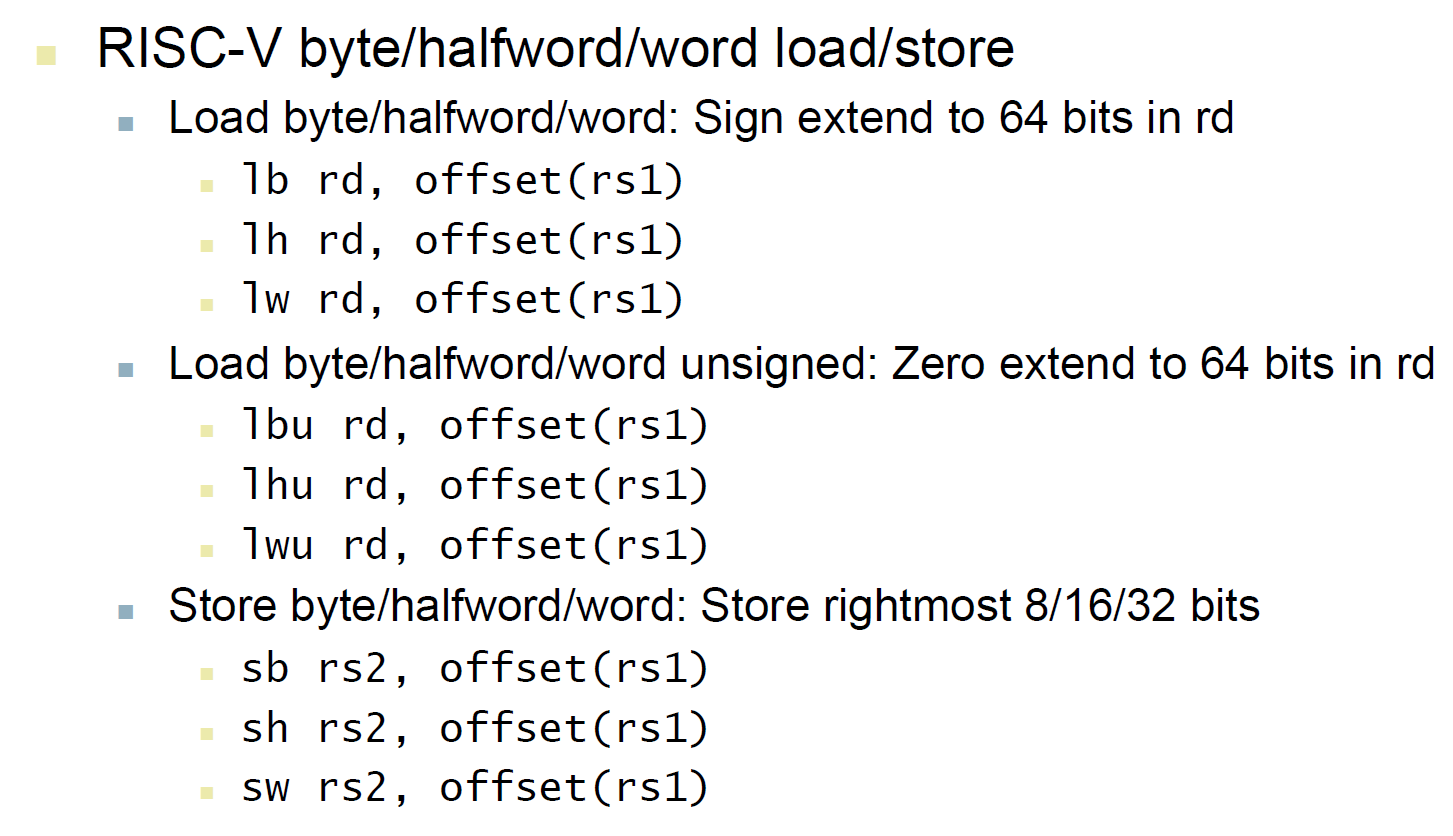 RISC-V byte/halfword/word load/store
Load byte/halfword/word: Sign extend to 64 bits in rd
lb rd, offset(rs1)
lh rd, offset(rs1)
lw rd, offset(rs1)
Load byte/halfword/word unsigned: Zero extend to 64 bits in rd
lbu rd, offset(rs1)
lhu rd, offset(rs1)
lwu rd, offset(rs1)
Store byte/halfword/word: Store rightmost 8/16/32 bits
sb rs2, offset(rs1)
sh rs2, offset(rs1)
sw rs2, offset(rs1)